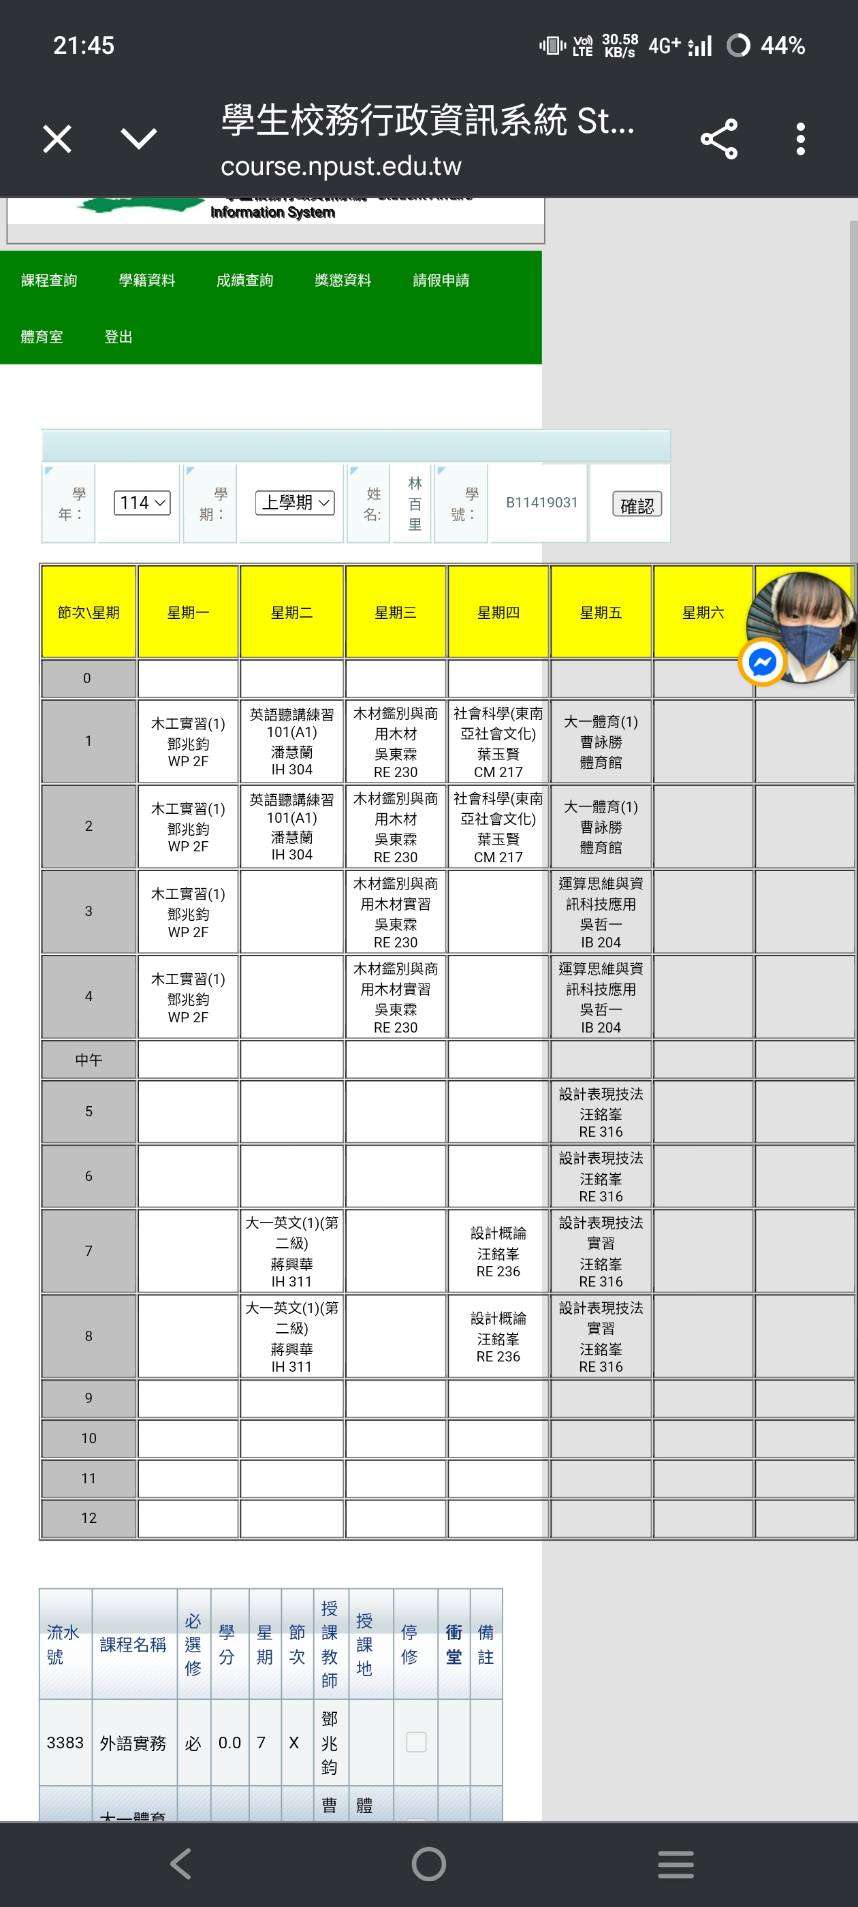 21:45
Vo)) LTE 30.58 KB/s 4G+ 44%
學生校務行政資訊系統 St...
course.npust.edu.tw
Information System
課程查詢 學籍資料 成績查詢 獎懲資料 請假申請
體育室 登出
學年： 114 學期： 上學期 姓名: 林百里 學號： B11419031 確認
節次\星期 星期一 星期二 星期三 星期四 星期五 星期六
0
1
木工實習(1)
鄧兆鈞
WP 2F
英語聽講練習
101(A1)
潘慧蘭
IH 304
木材鑑別與商
用木材
吳東霖
RE 230
社會科學(東南
亞社會文化)
葉玉賢
CM 217
大一體育(1)
曹詠勝
體育館
2
木工實習(1)
鄧兆鈞
WP 2F
英語聽講練習
101(A1)
潘慧蘭
IH 304
木材鑑別與商
用木材
吳東霖
RE 230
社會科學(東南
亞社會文化)
葉玉賢
CM 217
大一體育(1)
曹詠勝
體育館
3
木工實習(1)
鄧兆鈞
WP 2F
木材鑑別與商
用木材實習
吳東霖
RE 230
運算思維與資
訊科技應用
吳哲一
IB 204
4
木工實習(1)
鄧兆鈞
WP 2F
木材鑑別與商
用木材實習
吳東霖
RE 230
運算思維與資
訊科技應用
吳哲一
IB 204
中午
5
設計表現技法
汪銘峯
RE 316
6
設計表現技法
汪銘峯
RE 316
7
大一英文(1)(第
二級)
蔣興華
IH 311
設計概論
汪銘峯
RE 236
設計表現技法
實習
汪銘峯
RE 316
8
大一英文(1)(第
二級)
蔣興華
IH 311
設計概論
汪銘峯
RE 236
設計表現技法
實習
汪銘峯
RE 316
9
10
11
12
流水號 課程名稱 必選修 學分 星期 節次 授課教師 授課地 停修 衝堂 備註
3383 外語實務 必 0.0 7 X 鄧兆鈞
大一體育 曹 體